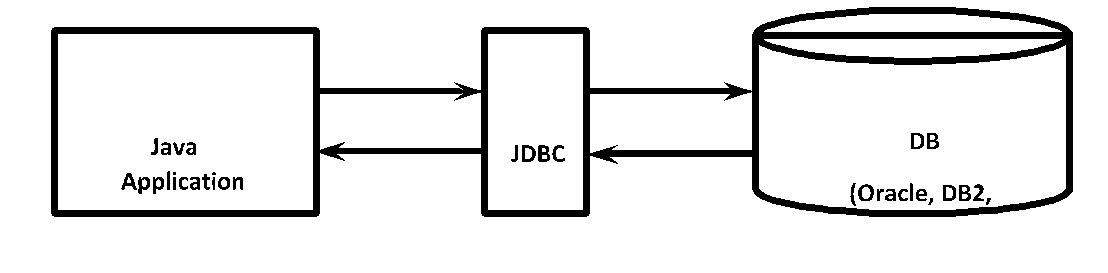 Java
Application
JDBC
DB
(Oracle, DB2,